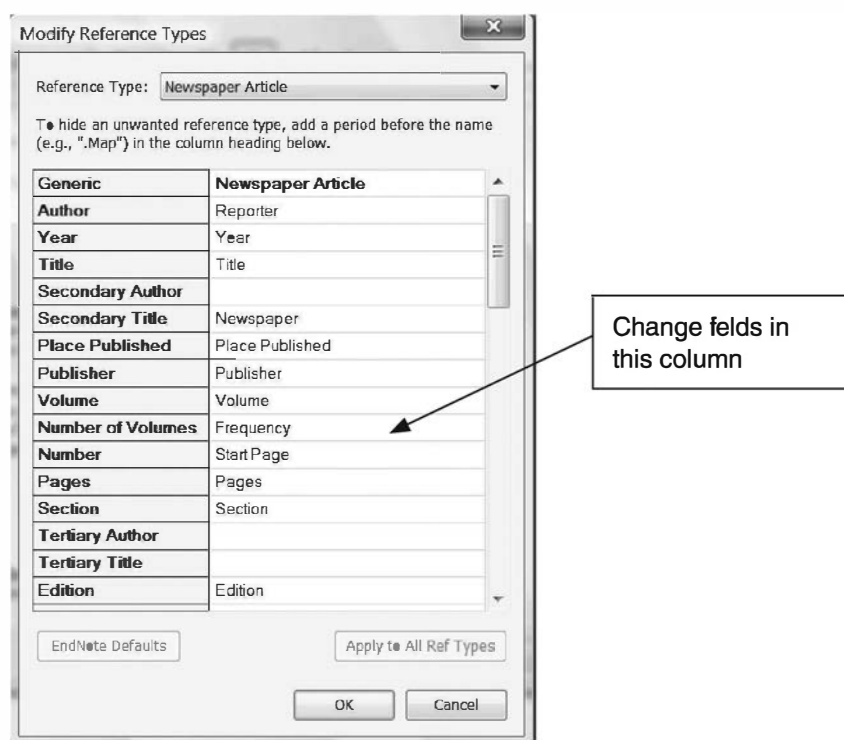 Modify Reference Types
Reference Type: Newspaper Article
To hide an unwanted reference type, add a period before the name
(e.g., ".Map") in the column heading below.
Generic Newspaper Article
Author Reporter
Year Year
Title Title
Secondary Author
Secondary Title Newspaper
Place Published Place Published
Publisher Publisher
Volume Volume
Number of Volumes Frequency
Number Start Page
Pages Pages
Section Section
Tertiary Author
Tertiary Title
Edition Edition
EndNote Defaults Apply to All Ref Types
OK Cancel
Change felds in
this column